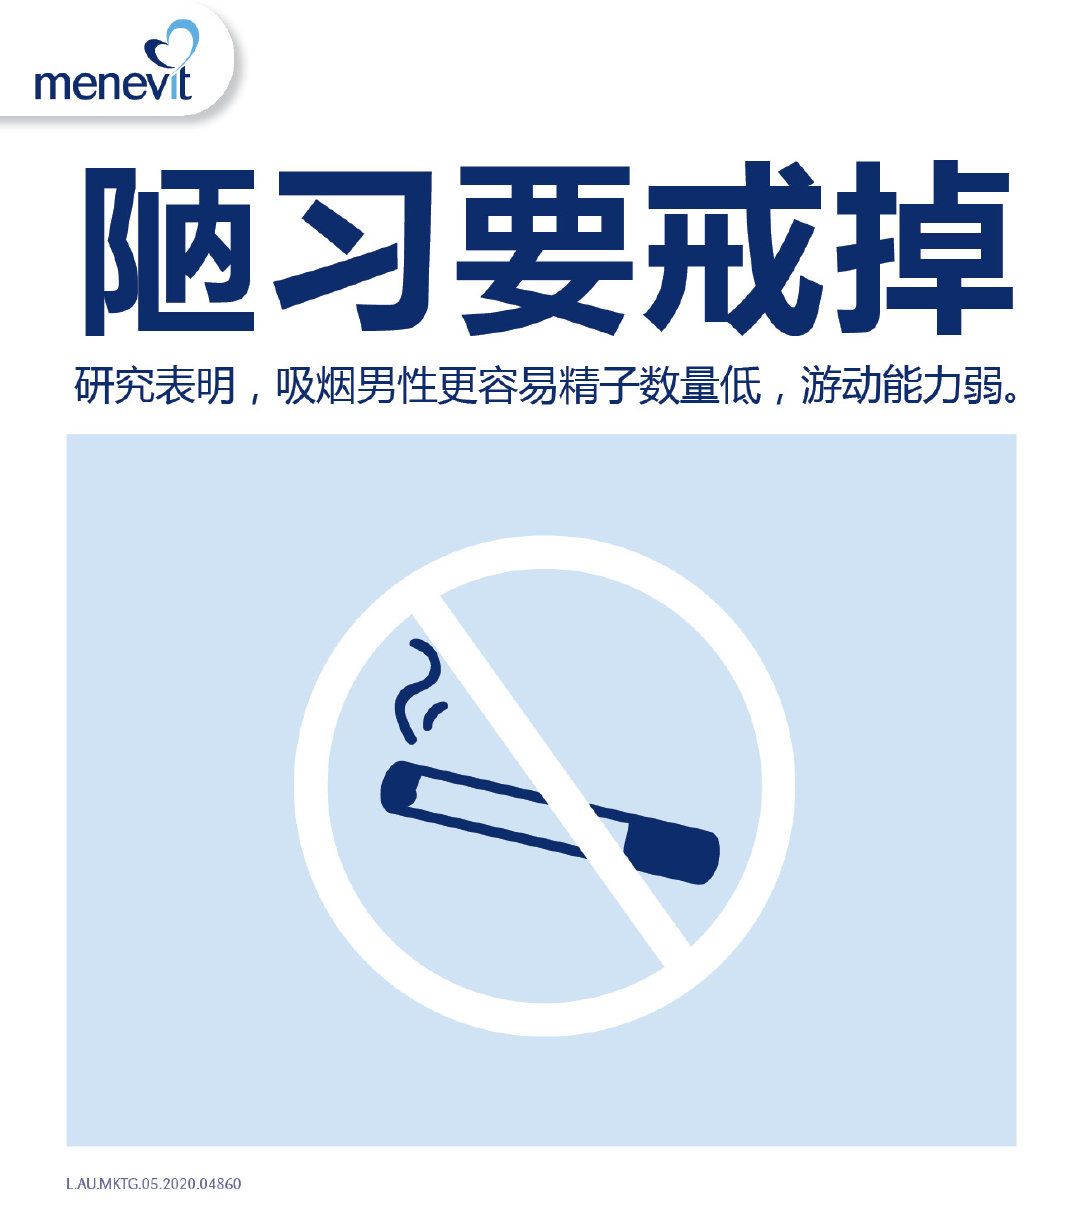 menevit
陋习要戒掉
研究表明，吸烟男性更容易精子数量低，游动能力弱。
L.AU.MKTG.05.2020.04860